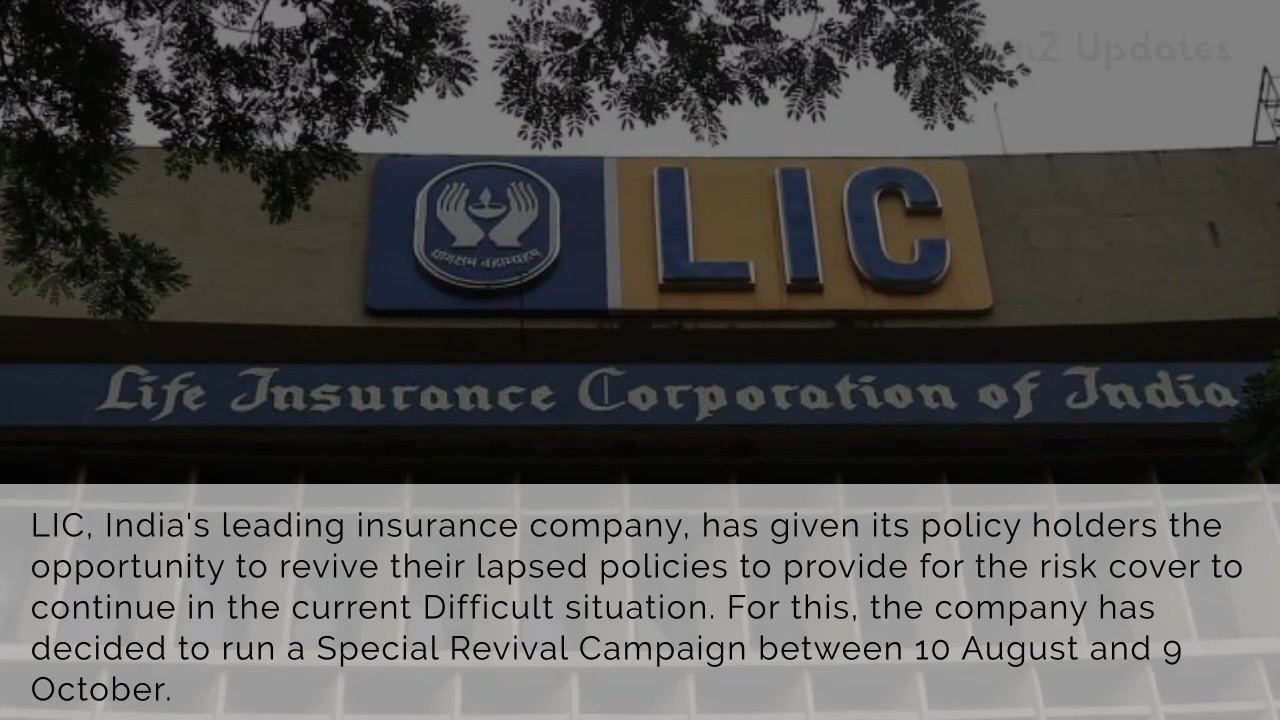 Updates
LIC
Life Insurance Corporation of India
LIC, India's leading insurance company, has given its policy holders the
opportunity to revive their lapsed policies to provide for the risk cover to
continue in the current Difficult situation. For this, the company has
decided to run a Special Revival Campaign between 10 August and 9
October.